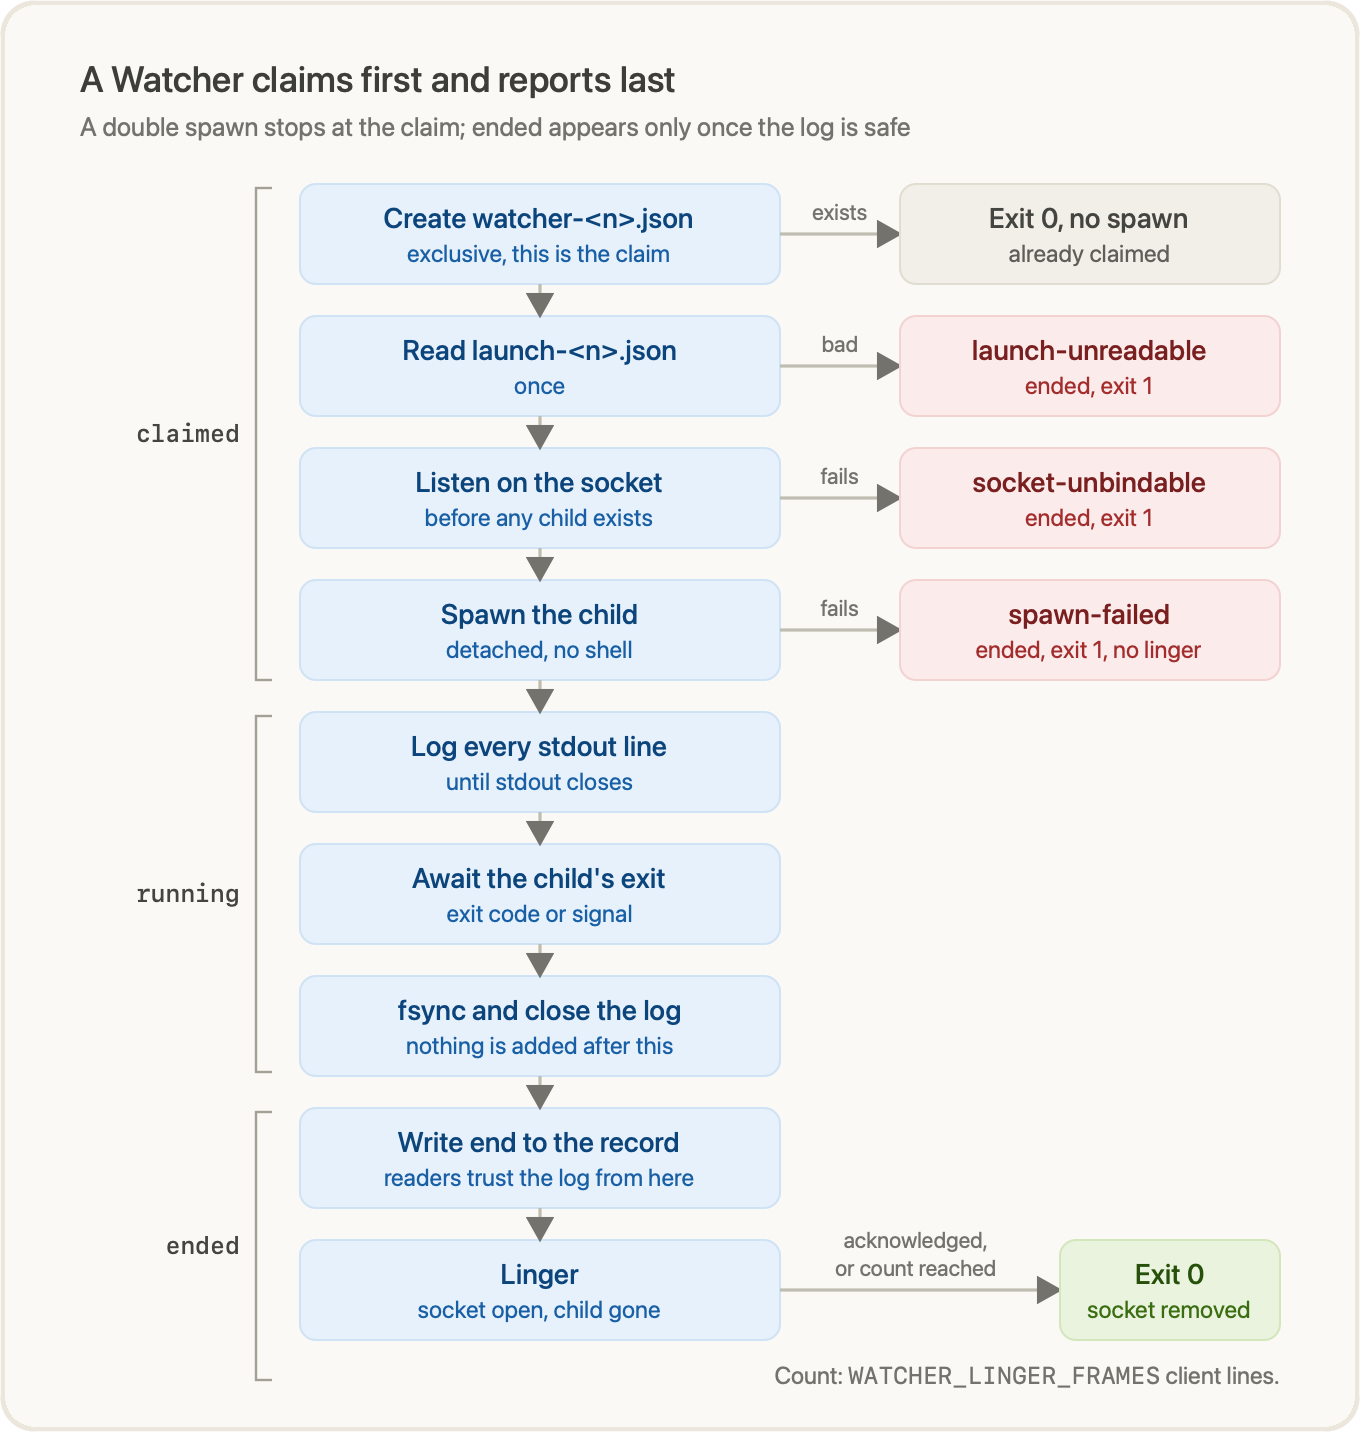 A Watcher claims first and reports last
A double spawn stops at the claim; ended appears only once the log is safe
Create watcher-<n>.json
exclusive, this is the claim
exists
Exit 0, no spawn
already claimed
Read launch-<n>.json
once
bad
launch-unreadable
ended, exit 1
claimed
Listen on the socket
before any child exists
fails
socket-unbindable
ended, exit 1
Spawn the child
detached, no shell
fails
spawn-failed
ended, exit 1, no linger
Log every stdout line
until stdout closes
running
Await the child's exit
exit code or signal
fsync and close the log
nothing is added after this
Write end to the record
readers trust the log from here
ended
Linger
socket open, child gone
acknowledged,
or count reached
Exit 0
socket removed
Count: WATCHER_LINGER_FRAMES client lines.